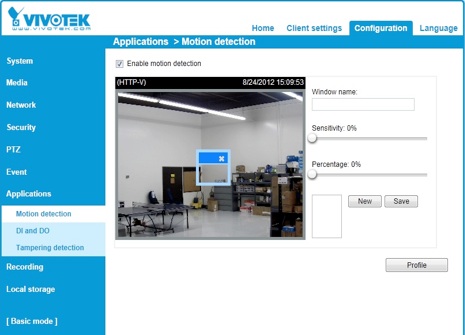 VIVOTEK
www.vivotek.com
Home Client settings Configuration Language
Applications > Motion detection
System
Media
Network
Security
PTZ
Event
Applications
Motion detection
DI and DO
Tampering detection
Recording
Local storage
[ Basic mode ]
Enable motion detection
(HTTP-V) 8/24/2012 15:09:53
Window name:
Sensitivity: 0%
Percentage: 0%
New Save
Profile